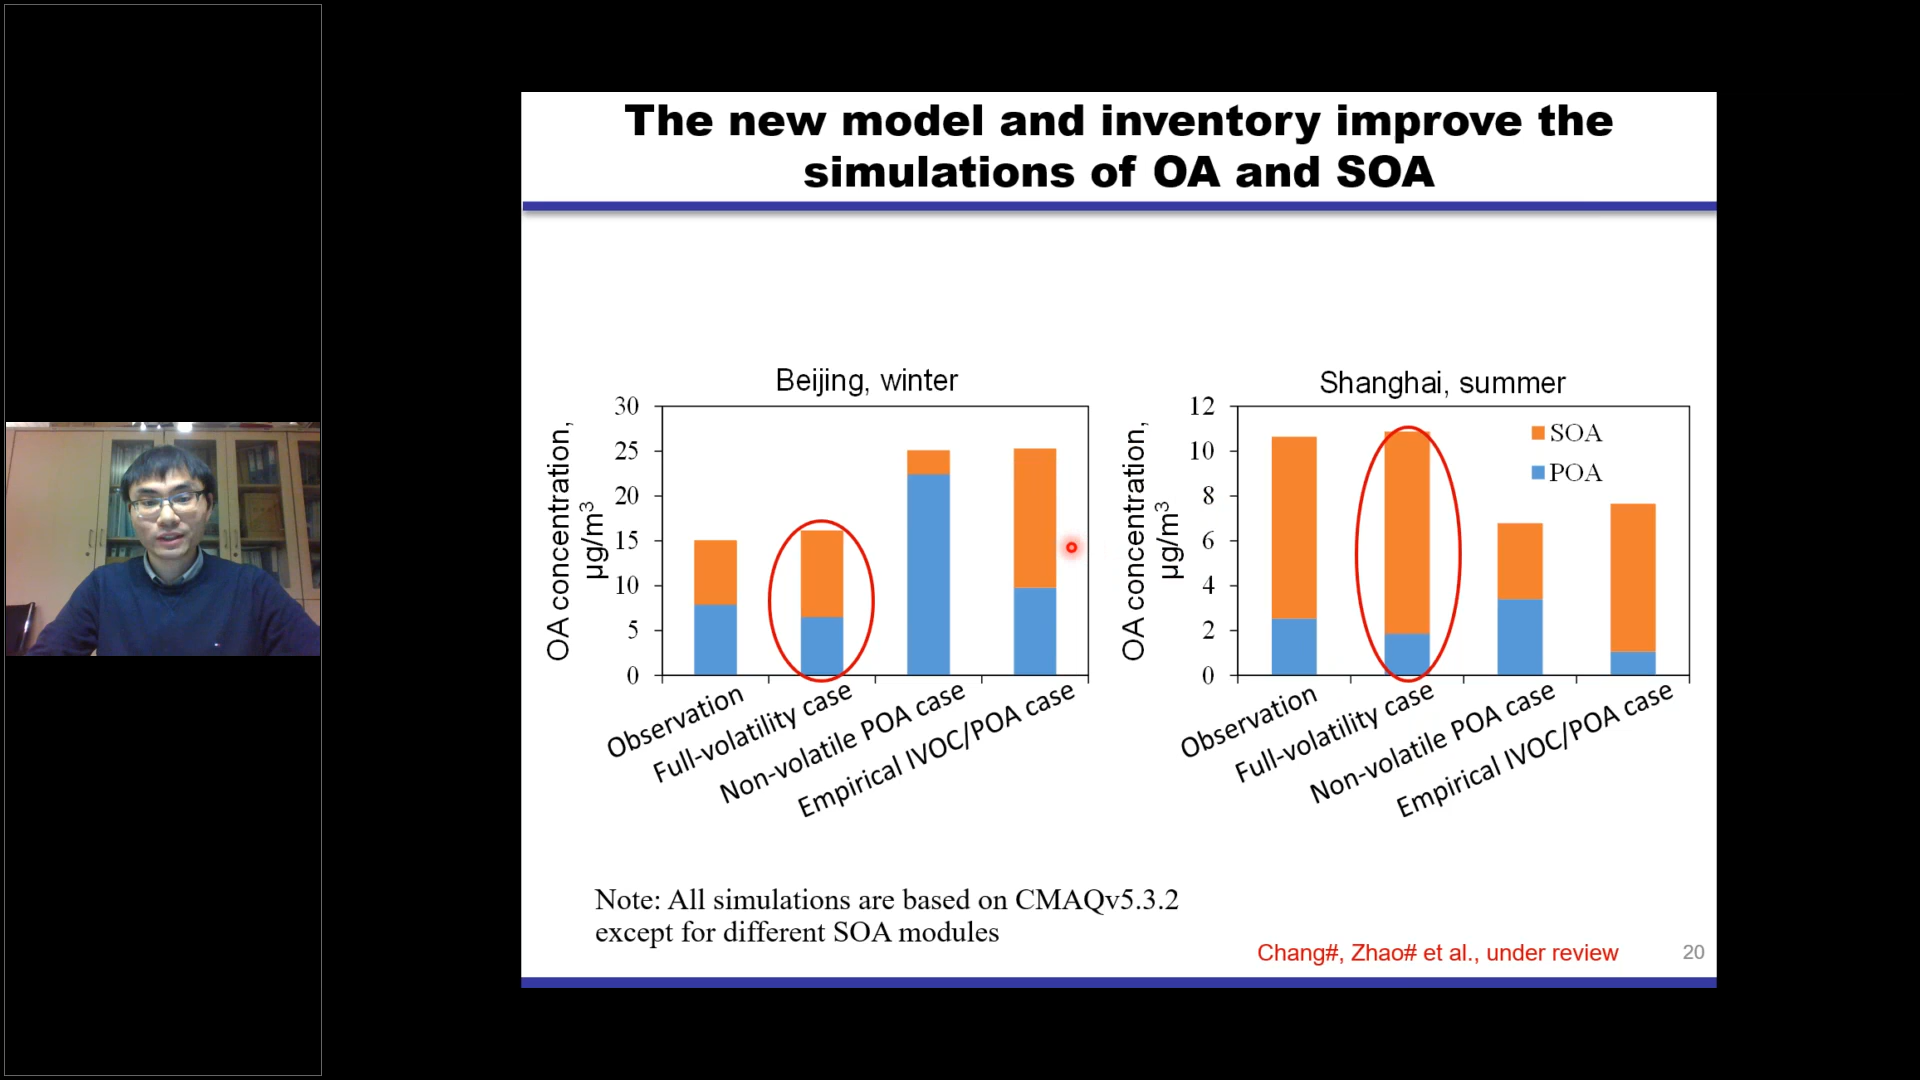 The new model and inventory improve the
simulations of OA and SOA
Beijing, winter
OA concentration,
µg/m³
30
25
20
15
10
5
0
Observation
Full-volatility case
Non-volatile POA case
Empirical IVOC/POA case
Shanghai, summer
OA concentration,
µg/m³
12
10
8
6
4
2
0
SOA
POA
Observation
Full-volatility case
Non-volatile POA case
Empirical IVOC/POA case
Note: All simulations are based on CMAQv5.3.2
except for different SOA modules
Chang#, Zhao# et al., under review
20